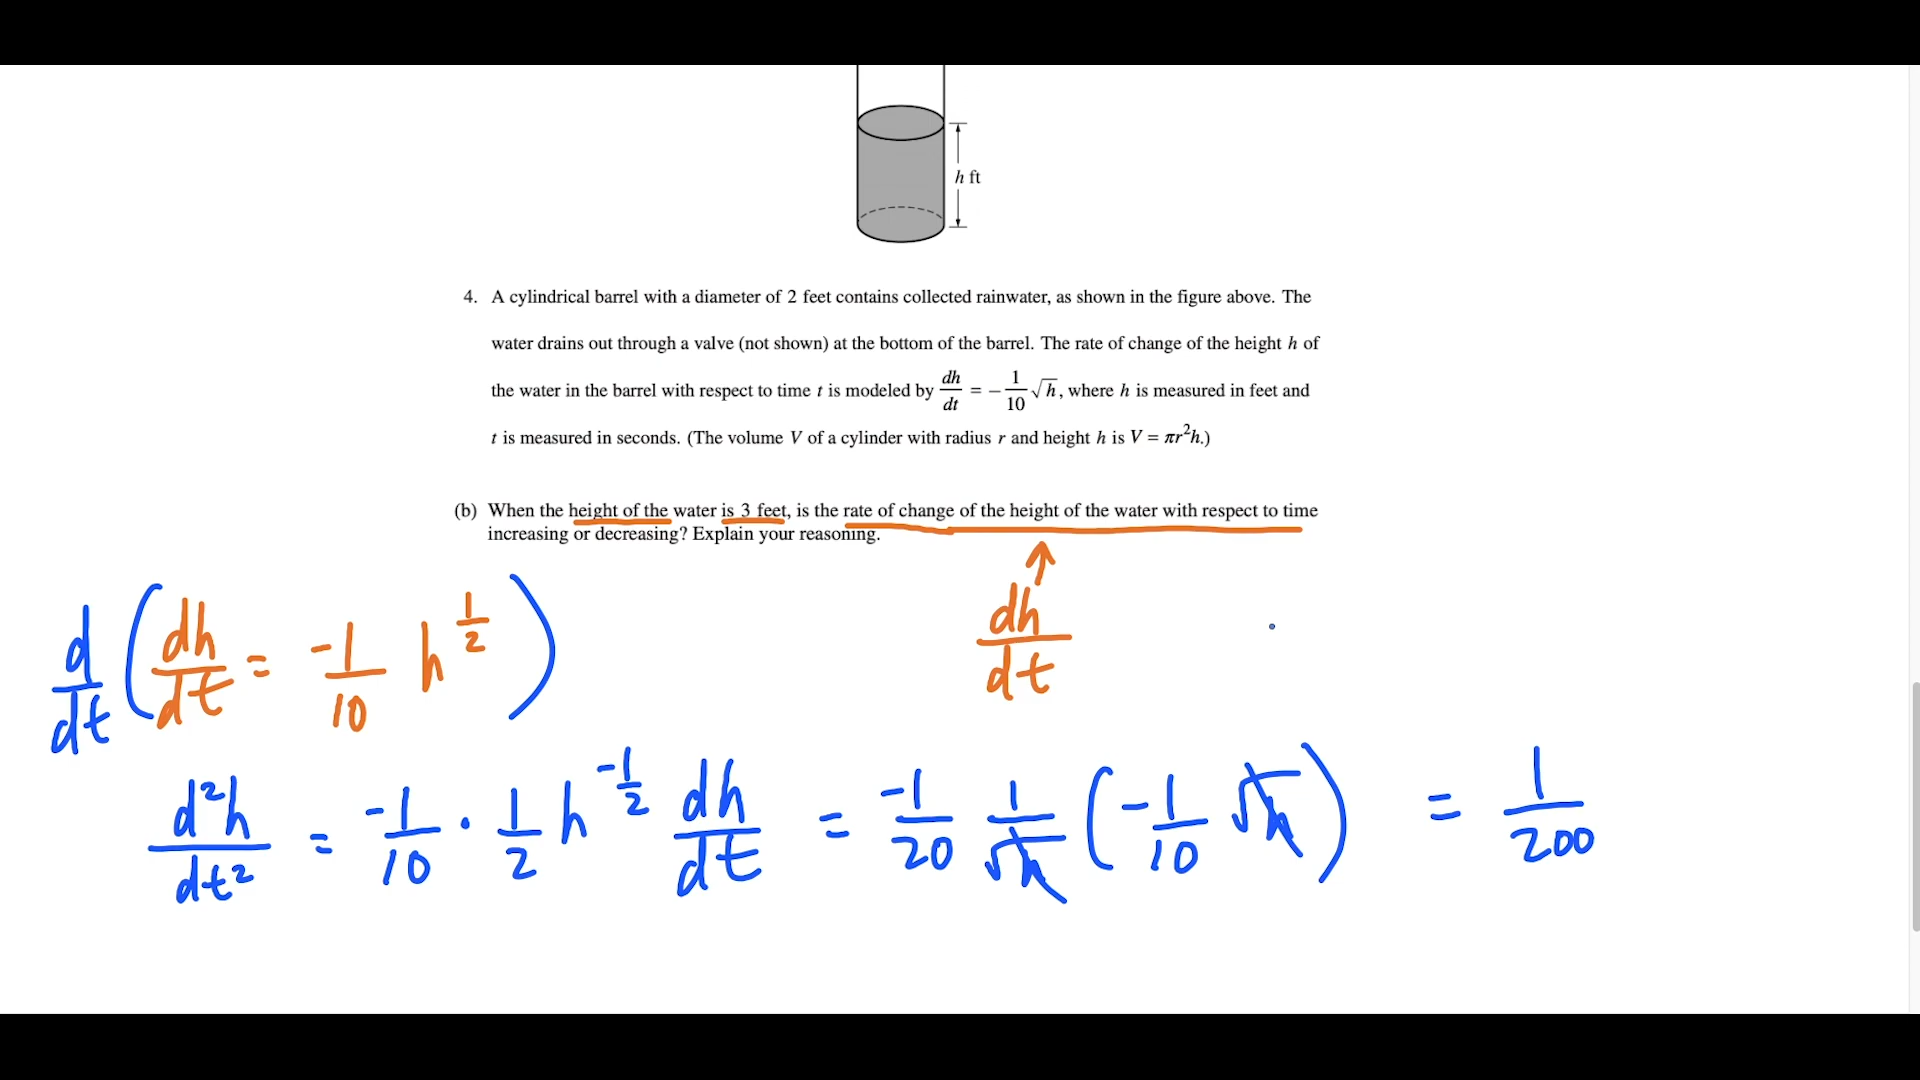 h ft
4. A cylindrical barrel with a diameter of 2 feet contains collected rainwater, as shown in the figure above. The
water drains out through a valve (not shown) at the bottom of the barrel. The rate of change of the height h of
the water in the barrel with respect to time t is modeled by dh/dt = −1/10 √h, where h is measured in feet and
t is measured in seconds. (The volume V of a cylinder with radius r and height h is V = πr²h.)
(b) When the height of the water is 3 feet, is the rate of change of the height of the water with respect to time
increasing or decreasing? Explain your reasoning.
d/dt (dh/dt = -1/10 h^1/2)
dh/dt
d²h/dt² = -1/10 · 1/2 h^-1/2 dh/dt = -1/20 1/√h (-1/10 √h) = 1/200